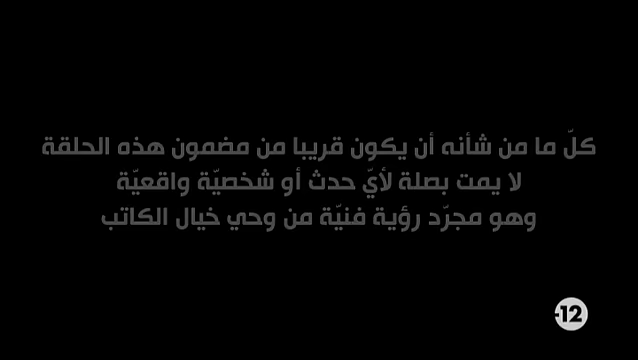 كلّ ما من شأنه أن يكون قريبا من مضمون هذه الحلقة
لا يمت بصلة لأيّ حدث أو شخصيّة واقعيّة
وهو مجرّد رؤية فنيّة من وحي خيال الكاتب
-12